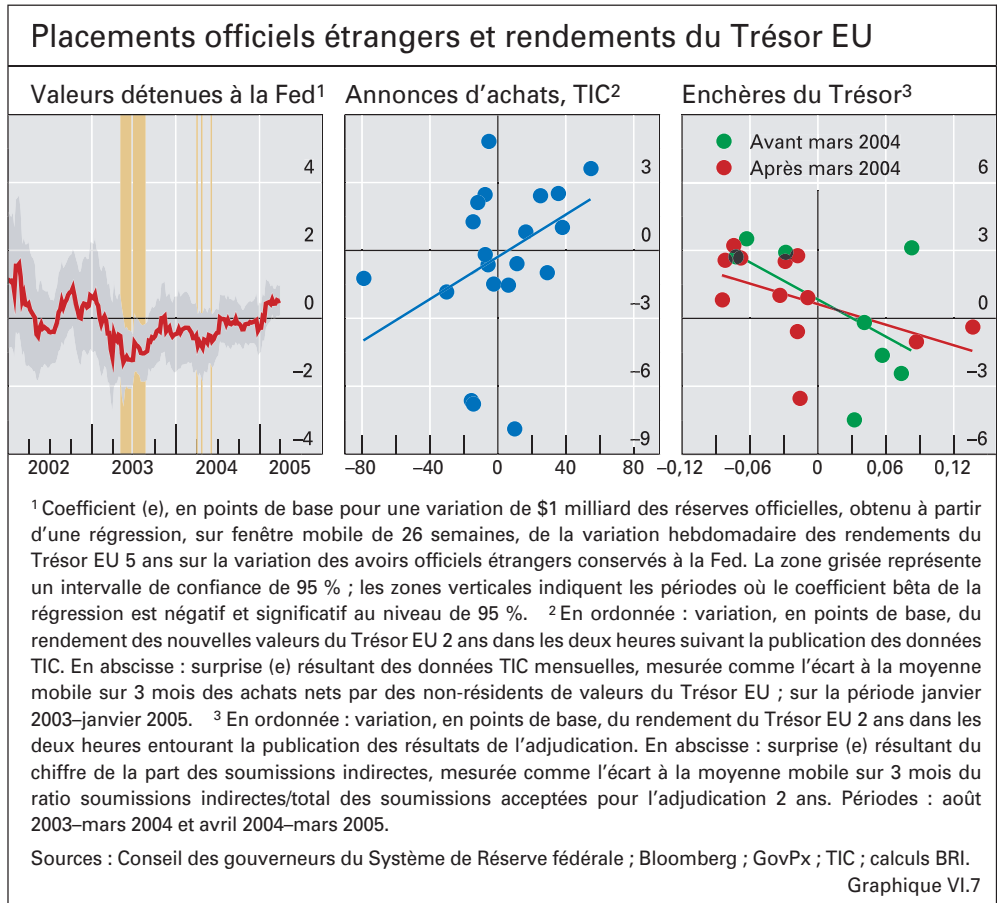 Placements officiels étrangers et rendements du Trésor EU
Valeurs détenues à la Fed¹
Annonces d'achats, TIC²
Enchères du Trésor³
4
2
0
–2
–4
2002
2003
2004
2005
3
0
–3
–6
–9
–80
–40
0
40
80
Avant mars 2004
Après mars 2004
6
3
0
–3
–6
–0,12
–0,06
0
0,06
0,12
¹ Coefficient (e), en points de base pour une variation de $1 milliard des réserves officielles, obtenu à partir
d'une régression, sur fenêtre mobile de 26 semaines, de la variation hebdomadaire des rendements du
Trésor EU 5 ans sur la variation des avoirs officiels étrangers conservés à la Fed. La zone grisée représente
un intervalle de confiance de 95 % ; les zones verticales indiquent les périodes où le coefficient bêta de la
régression est négatif et significatif au niveau de 95 %. ² En ordonnée : variation, en points de base, du
rendement des nouvelles valeurs du Trésor EU 2 ans dans les deux heures suivant la publication des données
TIC. En abscisse : surprise (e) résultant des données TIC mensuelles, mesurée comme l'écart à la moyenne
mobile sur 3 mois des achats nets par des non-résidents de valeurs du Trésor EU ; sur la période janvier
2003–janvier 2005. ³ En ordonnée : variation, en points de base, du rendement du Trésor EU 2 ans dans les
deux heures entourant la publication des résultats de l'adjudication. En abscisse : surprise (e) résultant du
chiffre de la part des soumissions indirectes, mesurée comme l'écart à la moyenne mobile sur 3 mois du
ratio soumissions indirectes/total des soumissions acceptées pour l'adjudication 2 ans. Périodes : août
2003–mars 2004 et avril 2004–mars 2005.
Sources : Conseil des gouverneurs du Système de Réserve fédérale ; Bloomberg ; GovPx ; TIC ; calculs BRI.
Graphique VI.7